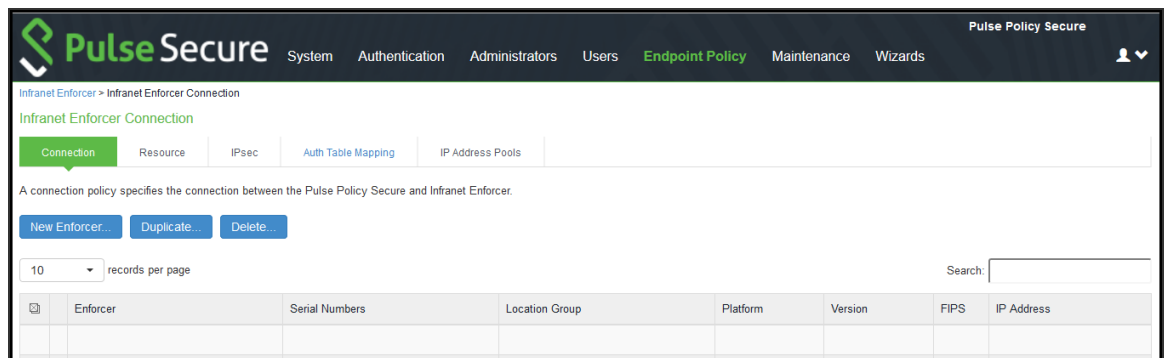 Pulse Policy Secure
Pulse Secure System Authentication Administrators Users Endpoint Policy Maintenance Wizards
Infranet Enforcer > Infranet Enforcer Connection
Infranet Enforcer Connection
Connection Resource IPsec Auth Table Mapping IP Address Pools
A connection policy specifies the connection between the Pulse Policy Secure and Infranet Enforcer.
New Enforcer... Duplicate... Delete...
10 records per page Search:
Enforcer Serial Numbers Location Group Platform Version FIPS IP Address